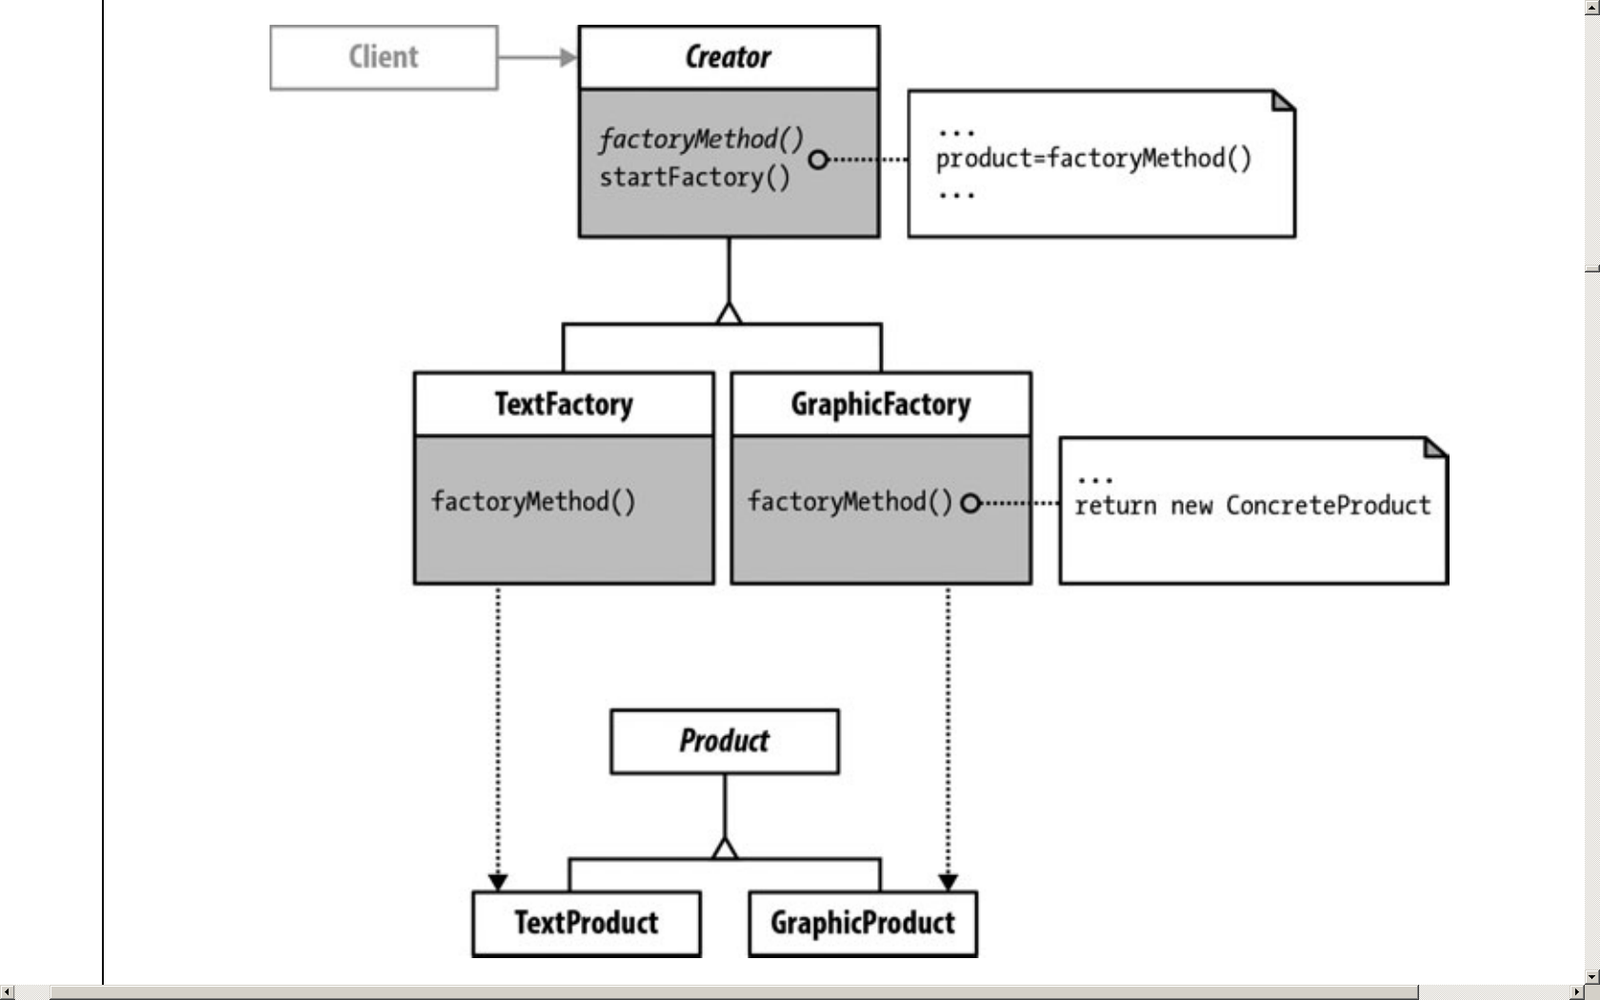 Client
Creator
factoryMethod()
startFactory()
...
product=factoryMethod()
...
TextFactory
factoryMethod()
GraphicFactory
factoryMethod()
...
return new ConcreteProduct
Product
TextProduct
GraphicProduct